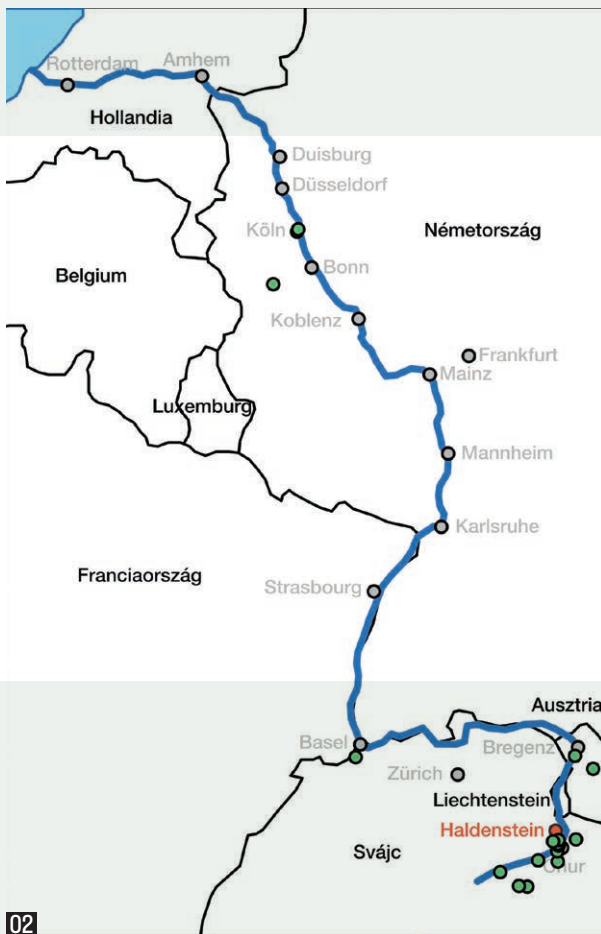 Rotterdam
Amhem
Hollandia
Duisburg
Düsseldorf
Köln
Németország
Bonn
Belgium
Koblenz
Frankfurt
Mainz
Luxemburg
Mannheim
Karlsruhe
Franciaország
Strasbourg
Ausztria
Basel
Bregenz
Zürich
Liechtenstein
Haldenstein
Svájc
Chur
02